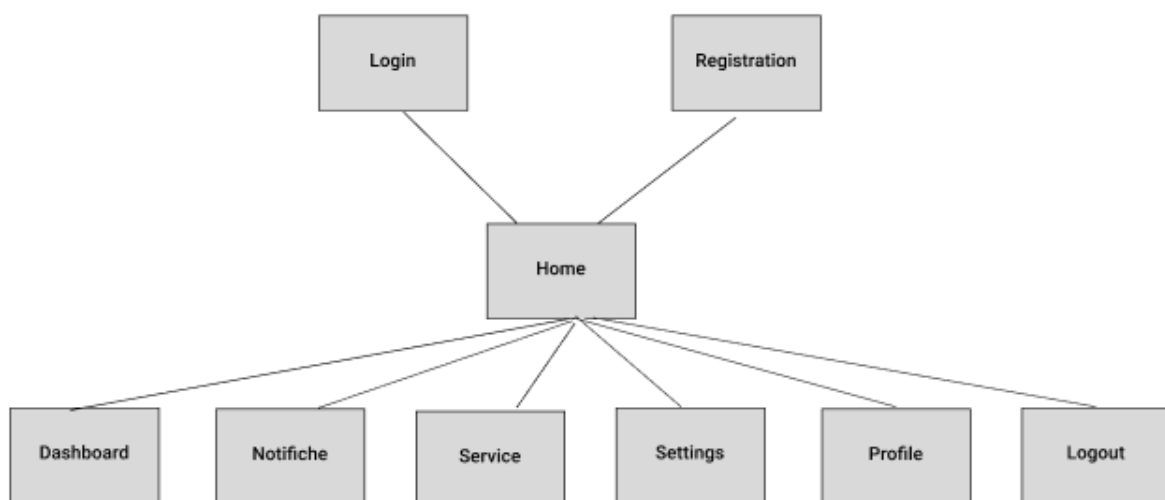 Login
Registration
Home
Dashboard
Notifiche
Service
Settings
Profile
Logout